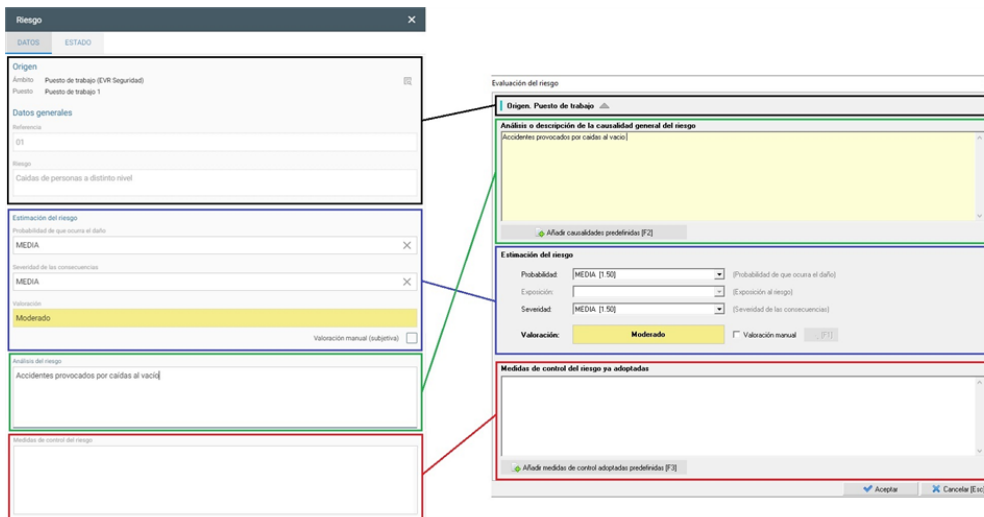 Riesgo
DATOS ESTADO
Origen
Ámbito Puesto de trabajo (EVR Seguridad)
Puesto Puesto de trabajo 1
Datos generales
Referencia
01
Riesgo
Caídas de personas a distinto nivel
Estimación del riesgo
Probabilidad de que ocurra el daño
MEDIA
Severidad de las consecuencias
MEDIA
Valoración
Moderado
Valoración manual (subjetiva)
Análisis del riesgo
Accidentes provocados por caídas al vacío
Medidas de control del riesgo
Evaluación del riesgo
Origen. Puesto de trabajo
Análisis o descripción de la causalidad general del riesgo
Accidentes provocados por caidas al vacio
Añadir causalidades predefinidas [F2]
Estimación del riesgo
Probabilidad: MEDIA [1.50] (Probabilidad de que ocurra el daño)
Exposición: (Exposición al riesgo)
Severidad: MEDIA [1.50] (Severidad de las consecuencias)
Valoración: Moderado Valoración manual ... [F7]
Medidas de control del riesgo ya adoptadas
Añadir medidas de control adoptadas predefinidas [F3]
Aceptar Cancelar [Esc]